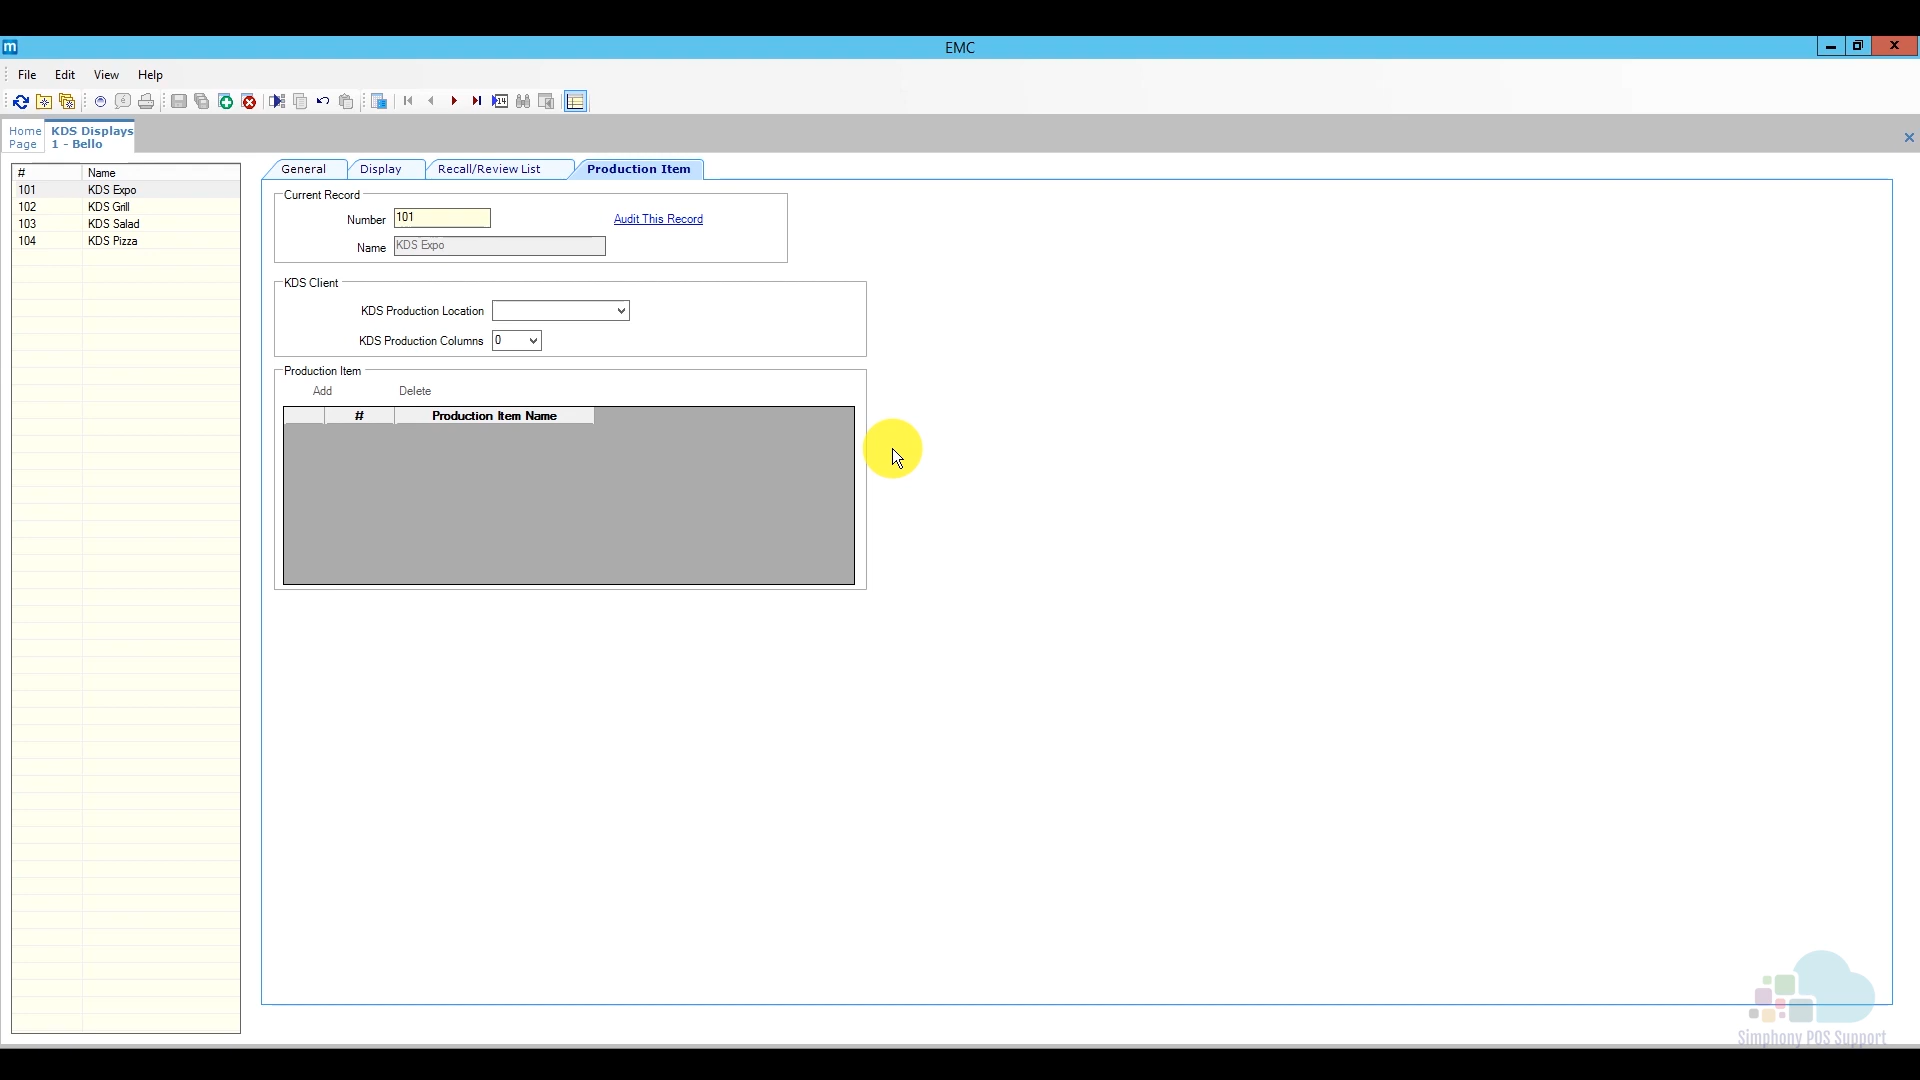 m
EMC
File Edit View Help
Home Page
KDS Displays
1 - Bello
# Name
101 KDS Expo
102 KDS Grill
103 KDS Salad
104 KDS Pizza
General Display Recall/Review List Production Item
Current Record
Number 101 Audit This Record
Name KDS Expo
KDS Client
KDS Production Location
KDS Production Columns 0
Production Item
Add Delete
# Production Item Name
Simphony POS Support